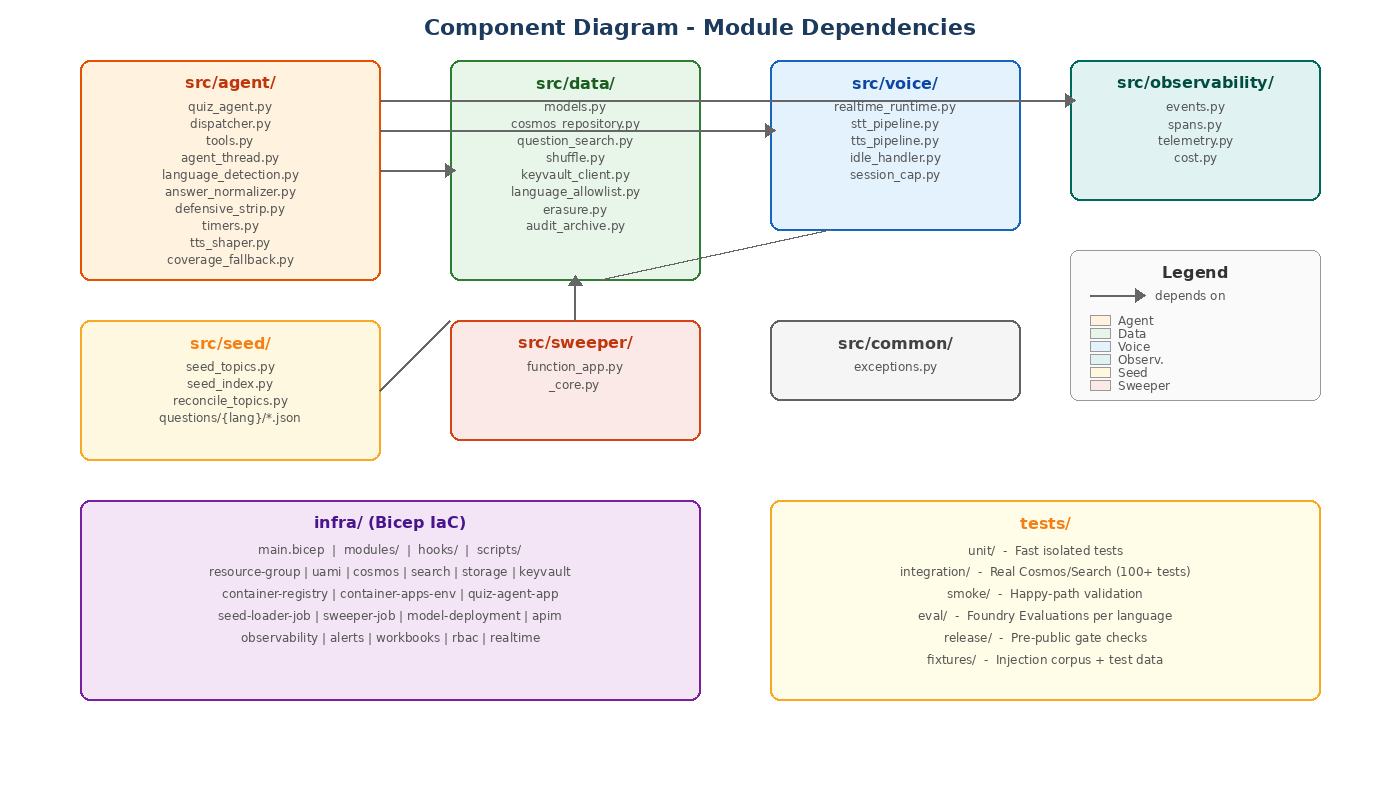 Component Diagram - Module Dependencies
src/agent/
quiz_agent.py
dispatcher.py
tools.py
agent_thread.py
language_detection.py
answer_normalizer.py
defensive_strip.py
timers.py
tts_shaper.py
coverage_fallback.py
src/data/
models.py
cosmos_repository.py
question_search.py
shuffle.py
keyvault_client.py
language_allowlist.py
erasure.py
audit_archive.py
src/voice/
realtime_runtime.py
stt_pipeline.py
tts_pipeline.py
idle_handler.py
session_cap.py
src/observability/
events.py
spans.py
telemetry.py
cost.py
Legend
depends on
Agent
Data
Voice
Observ.
Seed
Sweeper
src/seed/
seed_topics.py
seed_index.py
reconcile_topics.py
questions/{lang}/*.json
src/sweeper/
function_app.py
_core.py
src/common/
exceptions.py
infra/ (Bicep IaC)
main.bicep | modules/ | hooks/ | scripts/
resource-group | uami | cosmos | search | storage | keyvault
container-registry | container-apps-env | quiz-agent-app
seed-loader-job | sweeper-job | model-deployment | apim
observability | alerts | workbooks | rbac | realtime
tests/
unit/ - Fast isolated tests
integration/ - Real Cosmos/Search (100+ tests)
smoke/ - Happy-path validation
eval/ - Foundry Evaluations per language
release/ - Pre-public gate checks
fixtures/ - Injection corpus + test data